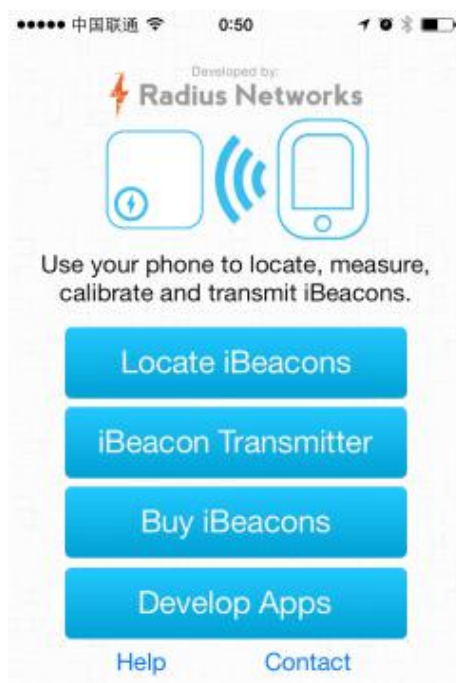 中国联通 0:50
Developed by:
Radius Networks
Use your phone to locate, measure,
calibrate and transmit iBeacons.
Locate iBeacons
iBeacon Transmitter
Buy iBeacons
Develop Apps
Help Contact